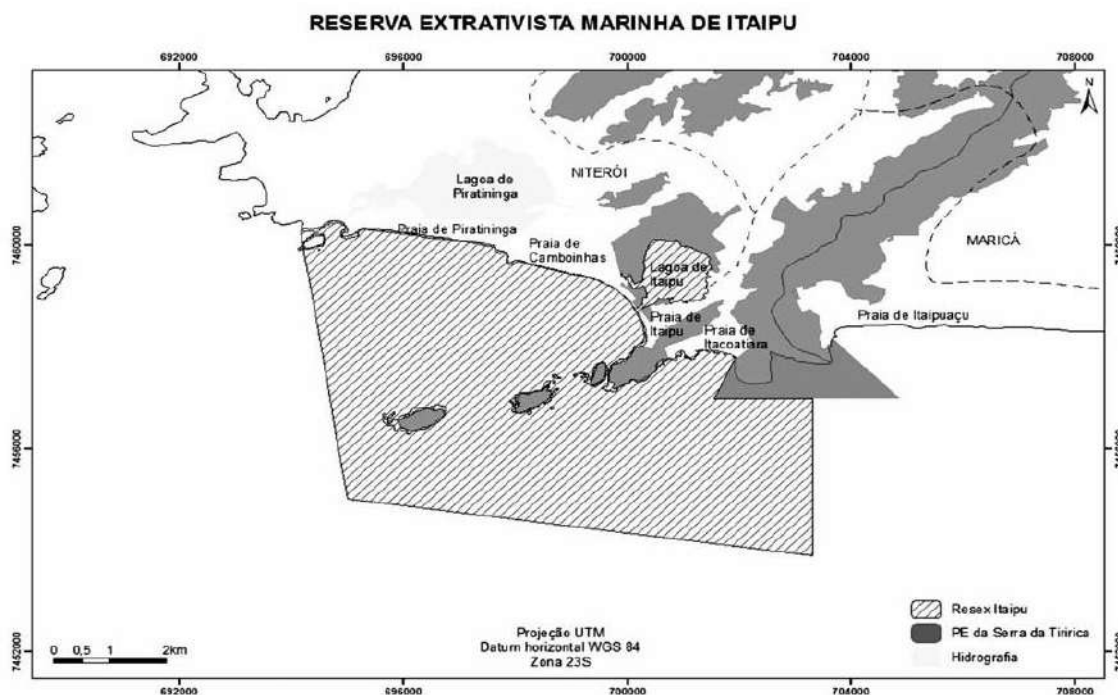 RESERVA EXTRATIVISTA MARINHA DE ITAIPU
692000 696000 700000 704000 708000
N
NITERÓI
Lagoa de
Piratininga
MARICÁ
Praia de Piratininga
7460000
Praia de
Camboinhas
Lagoa de
Itaipu
Praia de Itaipuaçu
Praia de
Itaipu
Praia de
Itacoatiara
7456000
Resex Itaipu
PE da Serra da Tiririca
Hidrografia
Projeção UTM
Datum horizontal WGS 84
Zona 23S
0 0,5 1 2km
7452000
692000 696000 700000 704000 708000